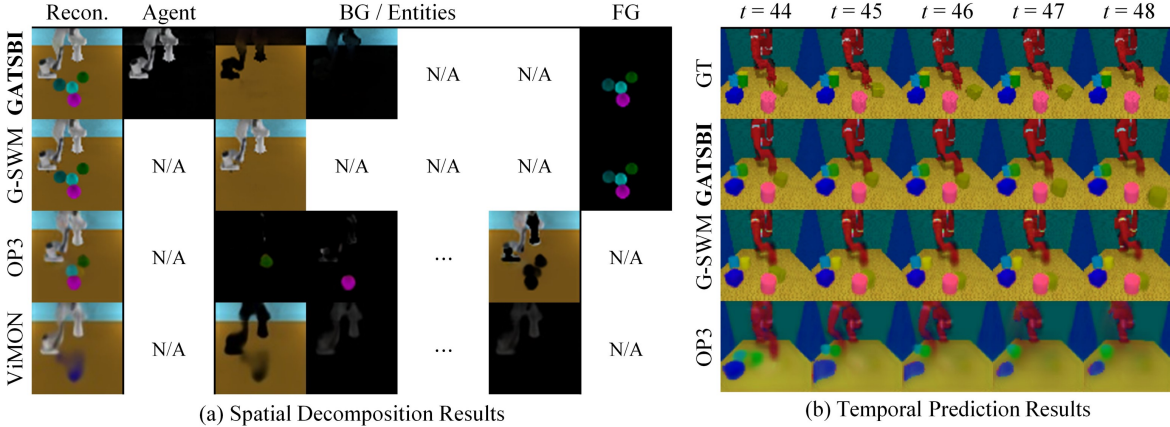 Recon. Agent BG / Entities FG
GATSBI N/A N/A
G-SWM N/A N/A N/A N/A
OP3 N/A ... N/A
ViMON N/A ... N/A
(a) Spatial Decomposition Results
t = 44 t = 45 t = 46 t = 47 t = 48
GT
GATSBI
G-SWM
OP3
(b) Temporal Prediction Results